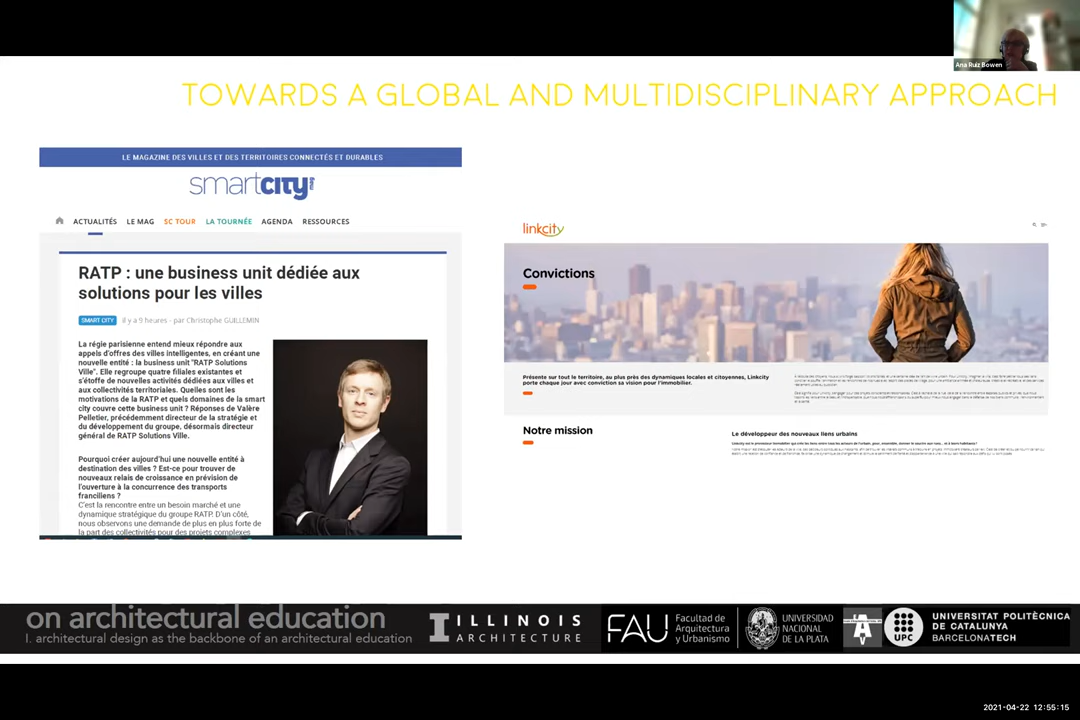 Ana Ruiz Bowen
TOWARDS A GLOBAL AND MULTIDISCIPLINARY APPROACH
LE MAGAZINE DES VILLES ET DES TERRITOIRES CONNECTÉS ET DURABLES
smartcity mag
ACTUALITÉS LE MAG SC TOUR LA TOURNÉE AGENDA RESSOURCES
RATP : une business unit dédiée aux
solutions pour les villes
SMART CITY il y a 9 heures - par Christophe GUILLEMIN
La régie parisienne entend mieux répondre aux
appels d'offres des villes intelligentes, en créant une
nouvelle entité : la business unit "RATP Solutions
Ville". Elle regroupe quatre filiales existantes et
s'étoffe de nouvelles activités dédiées aux villes et
aux collectivités territoriales. Quelles sont les
motivations de la RATP et quels domaines de la smart
city couvre cette business unit ? Réponses de Valère
Pelletier, précédemment directeur de la stratégie et
du développement du groupe, désormais directeur
général de RATP Solutions Ville.
Pourquoi créer aujourd'hui une nouvelle entité à
destination des villes ? Est-ce pour trouver de
nouveaux relais de croissance en prévision de
l'ouverture à la concurrence des transports
franciliens ?
C'est la rencontre entre un besoin marché et une
dynamique stratégique du groupe RATP. D'un côté,
nous observons une demande de plus en plus forte de
la part des collectivités pour des projets complexes
linkcity
Convictions
Présente sur tout le territoire, au plus près des dynamiques locales et citoyennes, Linkcity
porte chaque jour avec conviction sa vision pour l'immobilier.
Notre mission
Le développeur des nouveaux liens urbains
on architectural education
I. architectural design as the backbone of an architectural education
ILLINOIS
ARCHITECTURE
FAU
Facultad de
Arquitectura
y Urbanismo
UNIVERSIDAD
NACIONAL
DE LA PLATA
UPC
UNIVERSITAT POLITÈCNICA
DE CATALUNYA
BARCELONATECH
2021-04-22 12:55:15